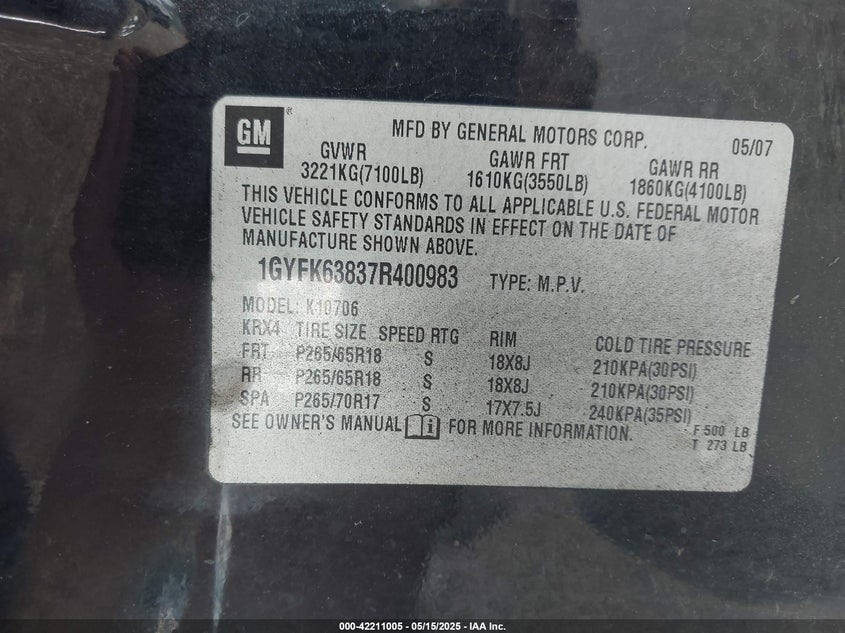 GM ®
MFD BY GENERAL MOTORS CORP. 05/07
GVWR GAWR FRT GAWR RR
3221KG(7100LB) 1610KG(3550LB) 1860KG(4100LB)
THIS VEHICLE CONFORMS TO ALL APPLICABLE U.S. FEDERAL MOTOR
VEHICLE SAFETY STANDARDS IN EFFECT ON THE DATE OF
MANUFACTURE SHOWN ABOVE.
1GYFK63837R400983 TYPE: M.P.V.
MODEL: K10706
KRX4 TIRE SIZE SPEED RTG RIM COLD TIRE PRESSURE
FRT P265/65R18 S 18X8J 210KPA(30PSI)
RR P265/65R18 S 18X8J 210KPA(30PSI)
SPA P265/70R17 S 17X7.5J 240KPA(35PSI)
SEE OWNER'S MANUAL i FOR MORE INFORMATION.
F 500 LB
T 273 LB
000-42211005 - 05/15/2025 - IAA Inc.